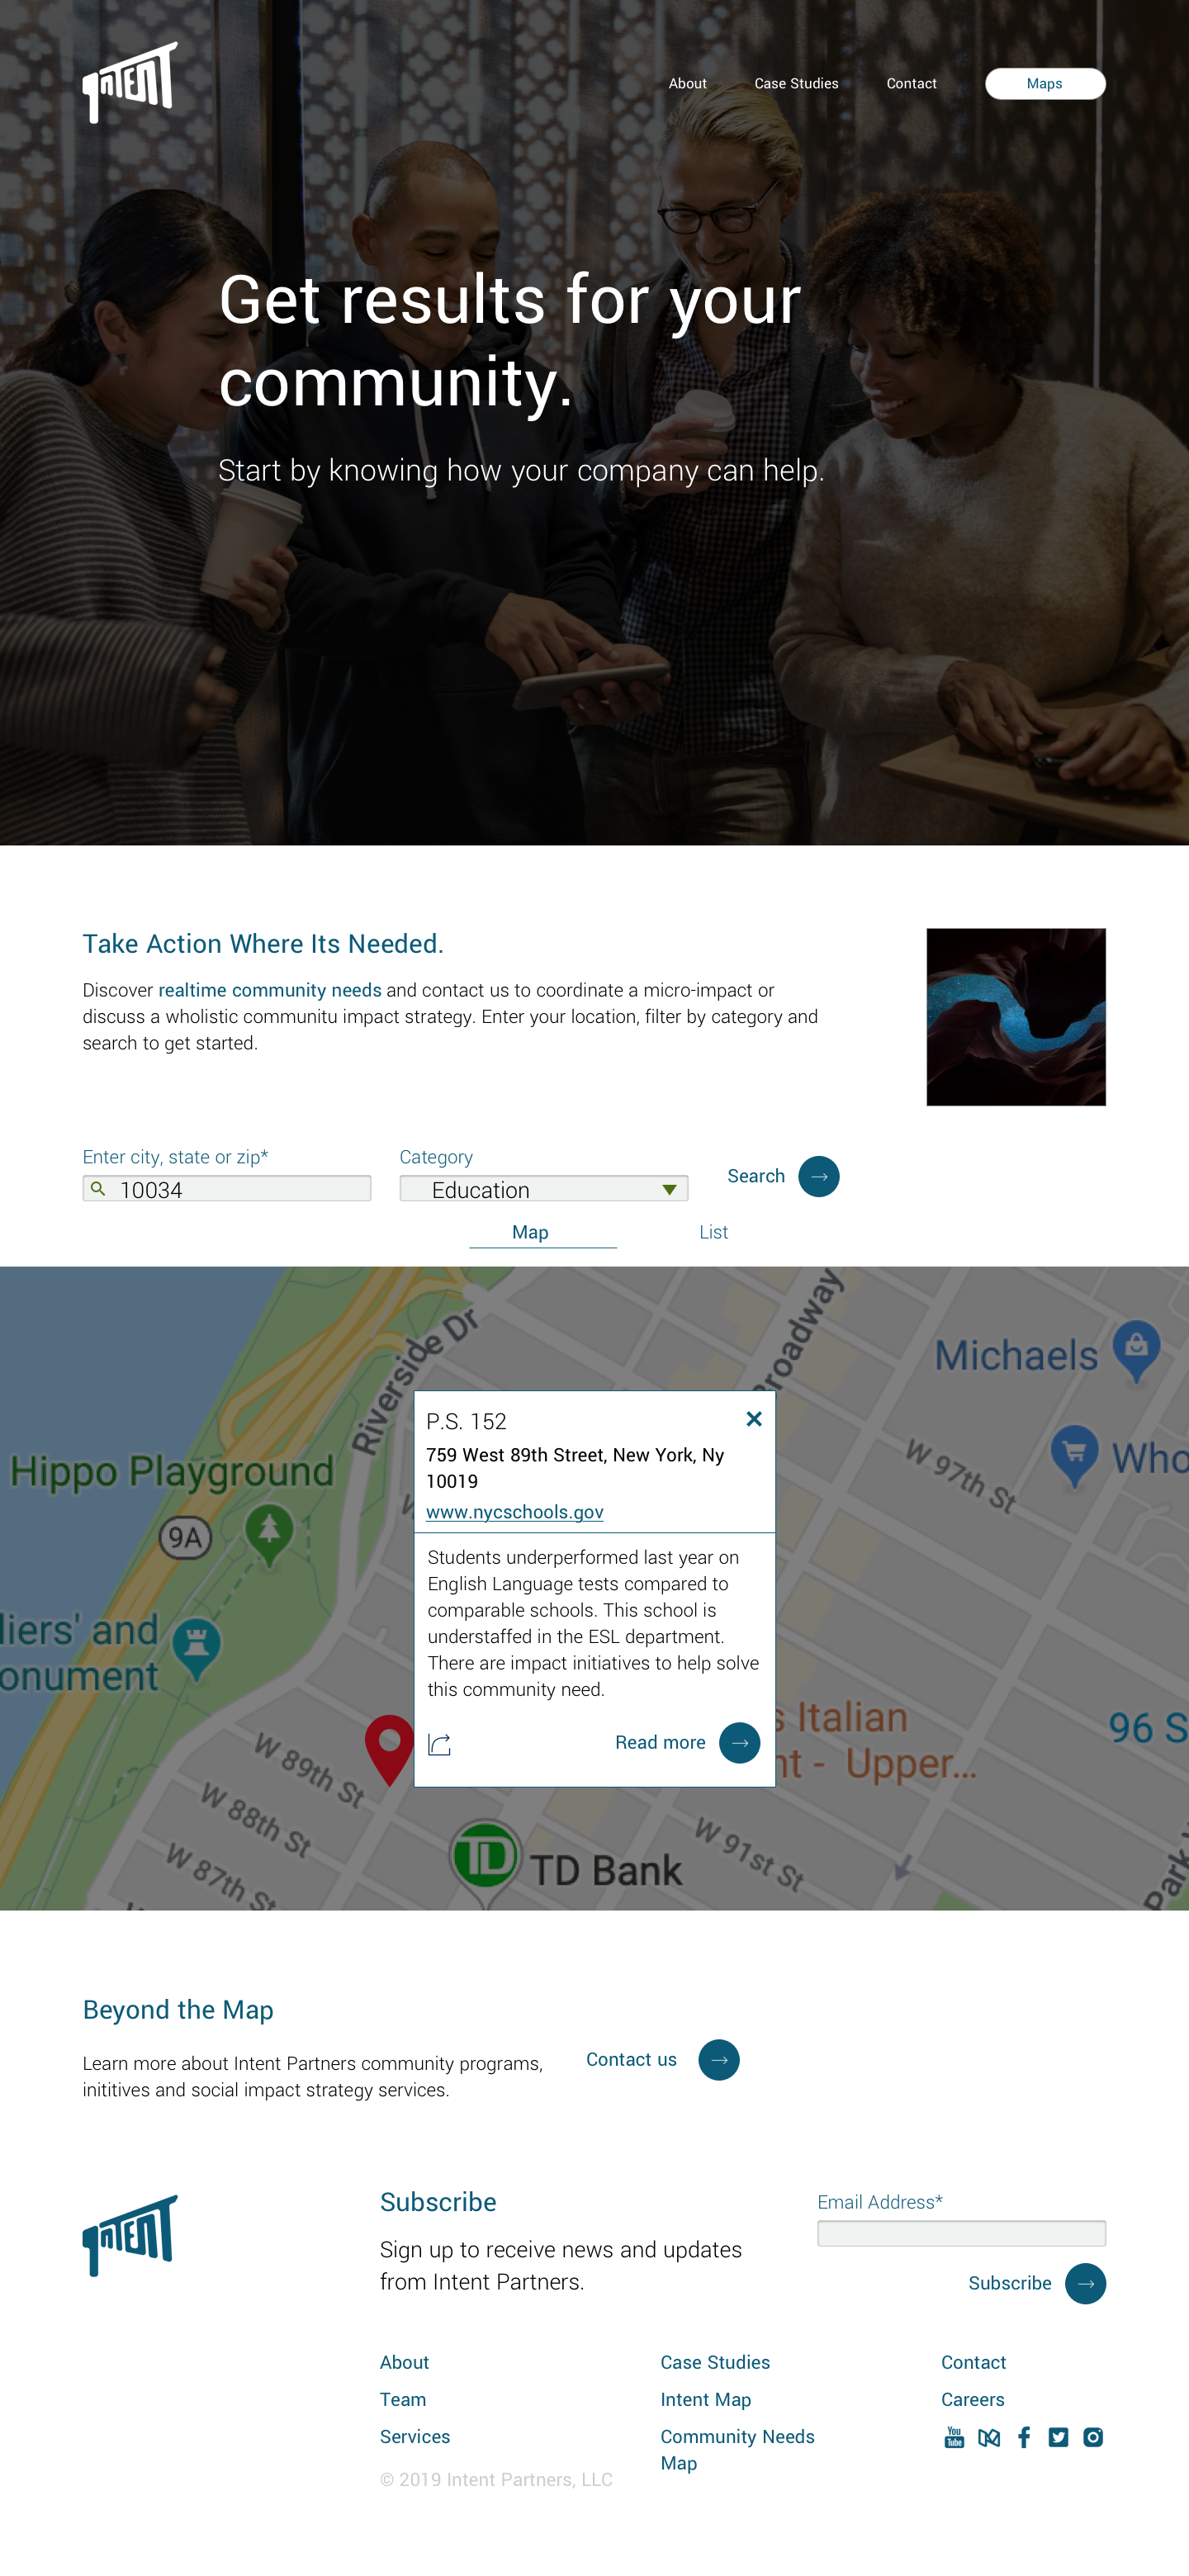 INTENT
About Case Studies Contact Maps
Get results for your
community.
Start by knowing how your company can help.
Take Action Where Its Needed.
Discover realtime community needs and contact us to coordinate a micro-impact or
discuss a wholistic communitu impact strategy. Enter your location, filter by category and
search to get started.
Enter city, state or zip*
10034
Category
Education
Search
Map List
Riverside Dr
Broadway
Michaels
Hippo Playground
9A
W 97th St
Who
liers' and
onument
P.S. 152
759 West 89th Street, New York, Ny
10019
www.nycschools.gov
Students underperformed last year on
English Language tests compared to
comparable schools. This school is
understaffed in the ESL department.
There are impact initiatives to help solve
this community need.
Read more
s Italian
nt - Upper...
96 S
W 89th St
W 88th St
W 87th St
TD
TD Bank
W 91st St
Park
Beyond the Map
Learn more about Intent Partners community programs,
inititives and social impact strategy services.
Contact us
INTENT
Subscribe
Sign up to receive news and updates
from Intent Partners.
Email Address*
Subscribe
About
Team
Services
Case Studies
Intent Map
Community Needs
Map
Contact
Careers
You
Tube
© 2019 Intent Partners, LLC